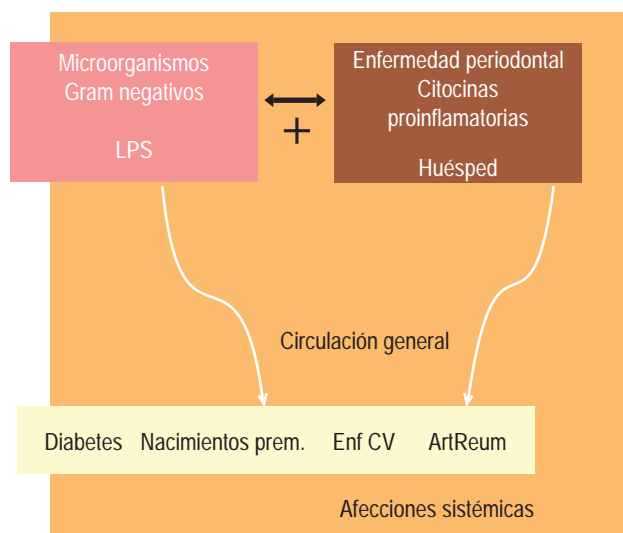 Microorganismos
Gram negativos
LPS
+
Enfermedad periodontal
Citocinas
proinflamatorias
Huésped
Circulación general
Diabetes Nacimientos prem. Enf CV ArtReum
Afecciones sistémicas